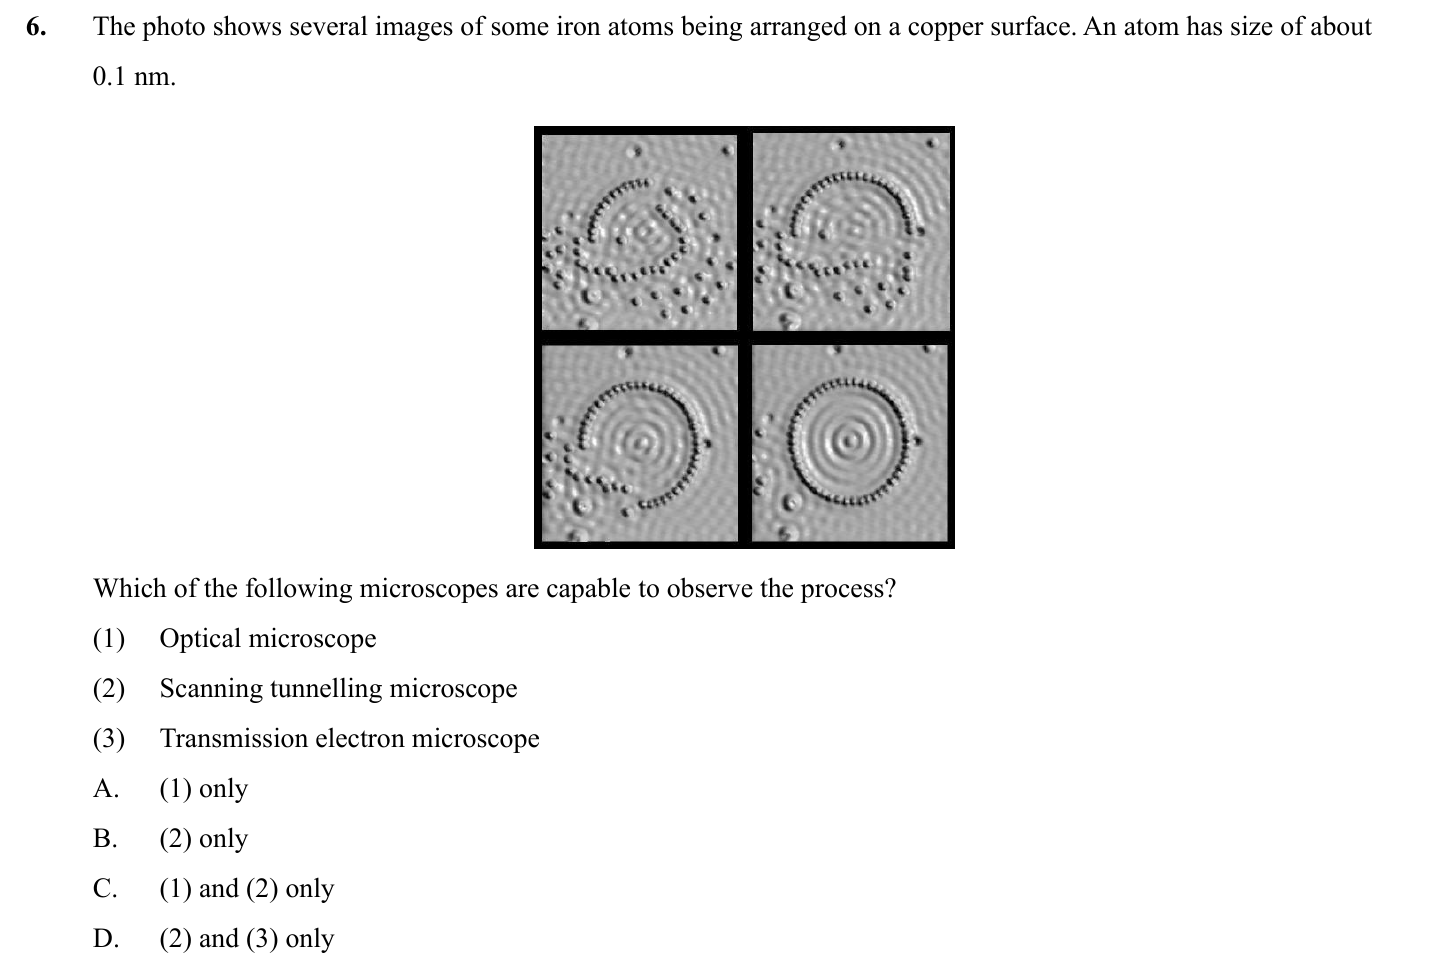 6. The photo shows several images of some iron atoms being arranged on a copper surface. An atom has size of about
0.1 nm.
Which of the following microscopes are capable to observe the process?
(1) Optical microscope
(2) Scanning tunnelling microscope
(3) Transmission electron microscope
A. (1) only
B. (2) only
C. (1) and (2) only
D. (2) and (3) only